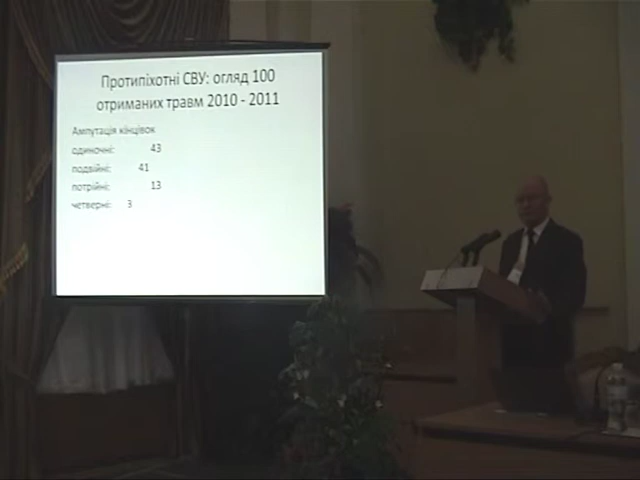 Протипіхотні СВУ: огляд 100
отриманих травм 2010 - 2011
Ампутація кінцівок
одиночні: 43
подвійні: 41
потрійні: 13
четверні: 3